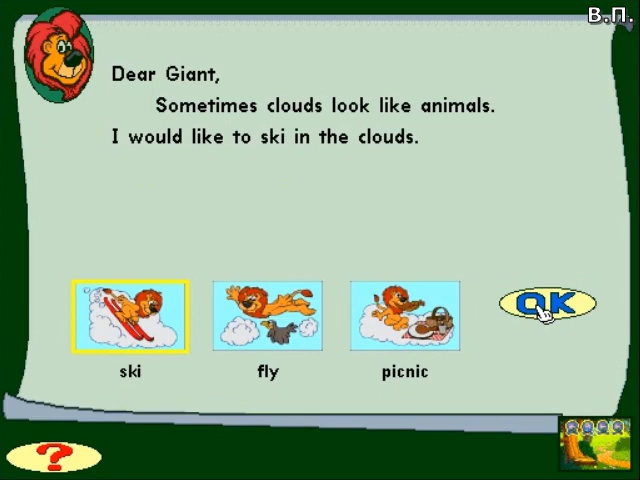 В.П.
Dear Giant,
Sometimes clouds look like animals.
I would like to ski in the clouds.
OK
ski
fly
picnic
?